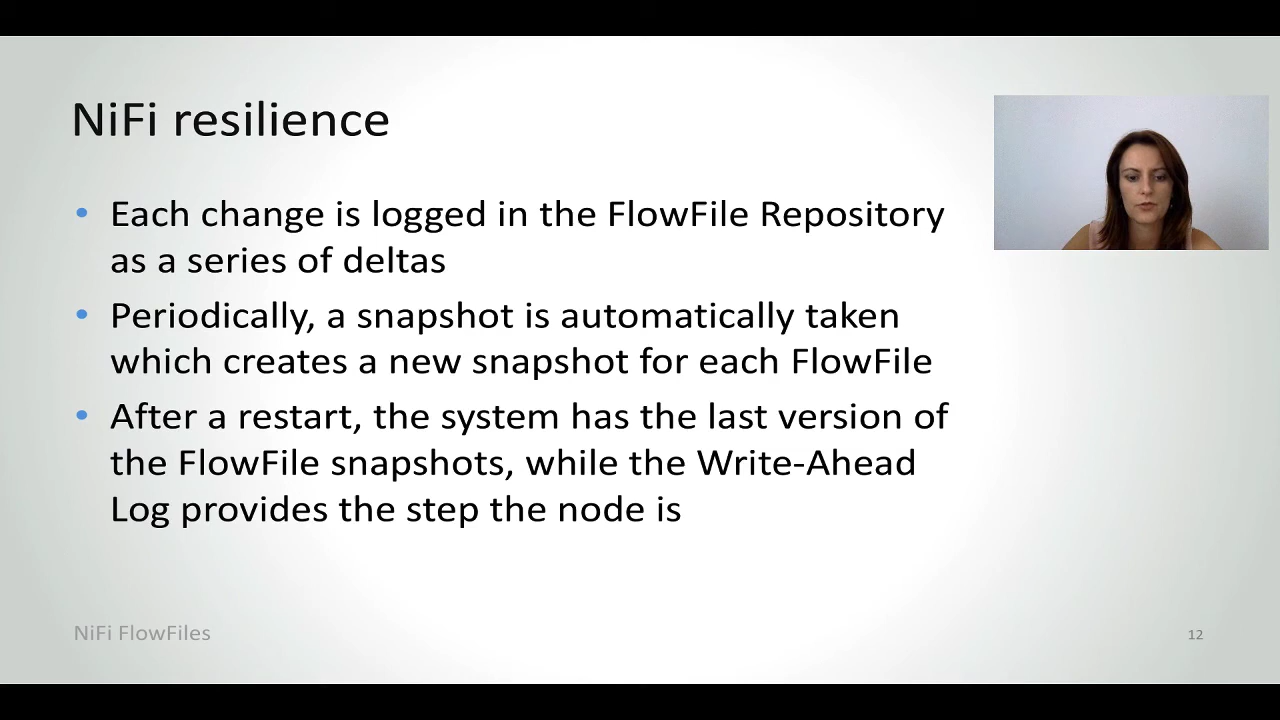 NiFi resilience
• Each change is logged in the FlowFile Repository
as a series of deltas
• Periodically, a snapshot is automatically taken
which creates a new snapshot for each FlowFile
• After a restart, the system has the last version of
the FlowFile snapshots, while the Write-Ahead
Log provides the step the node is
NiFi FlowFiles
12